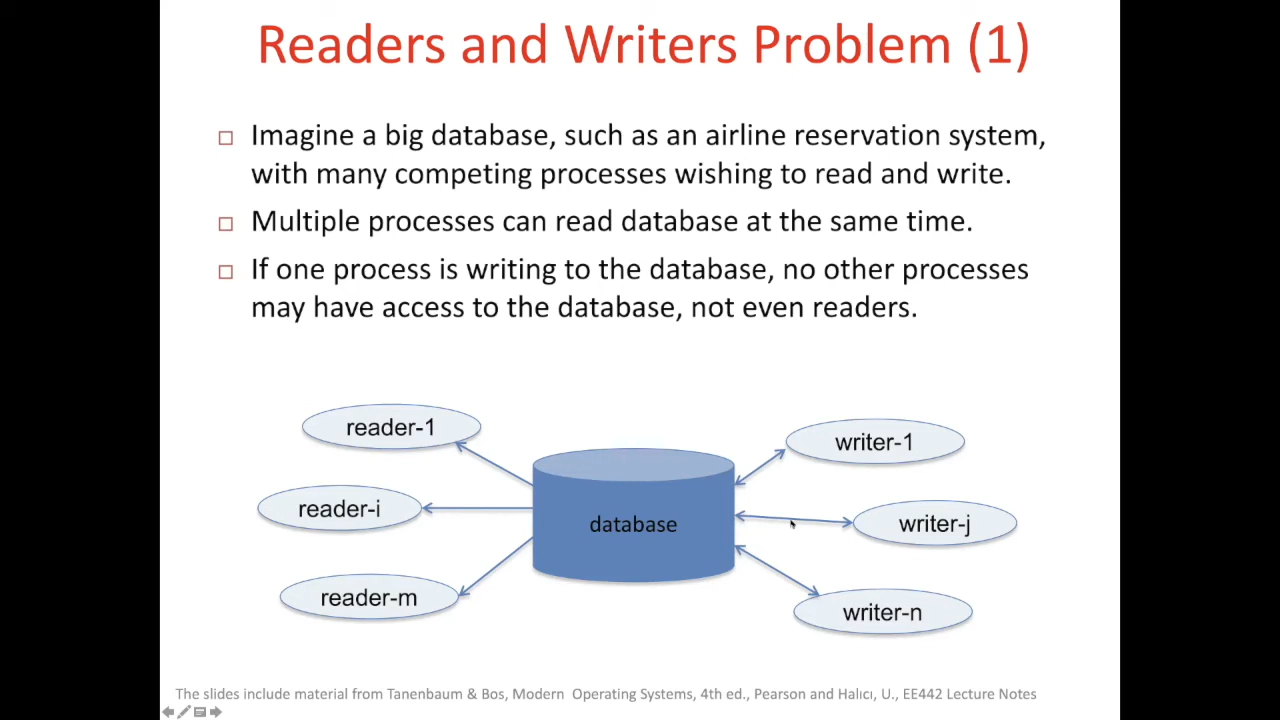 Readers and Writers Problem (1)
Imagine a big database, such as an airline reservation system,
with many competing processes wishing to read and write.
Multiple processes can read database at the same time.
If one process is writing to the database, no other processes
may have access to the database, not even readers.
reader-1
writer-1
reader-i
database
writer-j
reader-m
writer-n
The slides include material from Tanenbaum & Bos, Modern  Operating Systems, 4th ed., Pearson and Halıcı, U., EE442 Lecture Notes